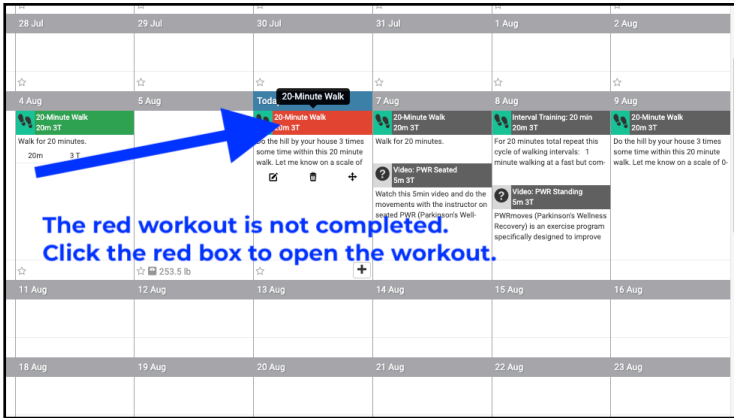 28 Jul
29 Jul
30 Jul
31 Jul
1 Aug
2 Aug
4 Aug
5 Aug
Today
20-Minute Walk
7 Aug
8 Aug
9 Aug
20-Minute Walk
20m 3T
Walk for 20 minutes.
20m 3 T
20-Minute Walk
20m 3T
Do the hill by your house 3 times
some time within this 20 minute
walk. Let me know on a scale of
20-Minute Walk
20m 3T
Walk for 20 minutes.
Video: PWR Seated
5m 3T
Watch this 5min video and do the
movements with the instructor on
seated PWR (Parkinson's Well-
Interval Training: 20 min
20m 3T
For 20 minutes total repeat this
cycle of walking intervals: 1
minute walking at a fast but com-
Video: PWR Standing
5m 3T
PWRmoves (Parkinson's Wellness
Recovery) is an exercise program
specifically designed to improve
20-Minute Walk
20m 3T
Do the hill by your house 3 times
some time within this 20 minute
walk. Let me know on a scale of 0-
The red workout is not completed.
Click the red box to open the workout.
253.5 lb
11 Aug
12 Aug
13 Aug
14 Aug
15 Aug
16 Aug
18 Aug
19 Aug
20 Aug
21 Aug
22 Aug
23 Aug